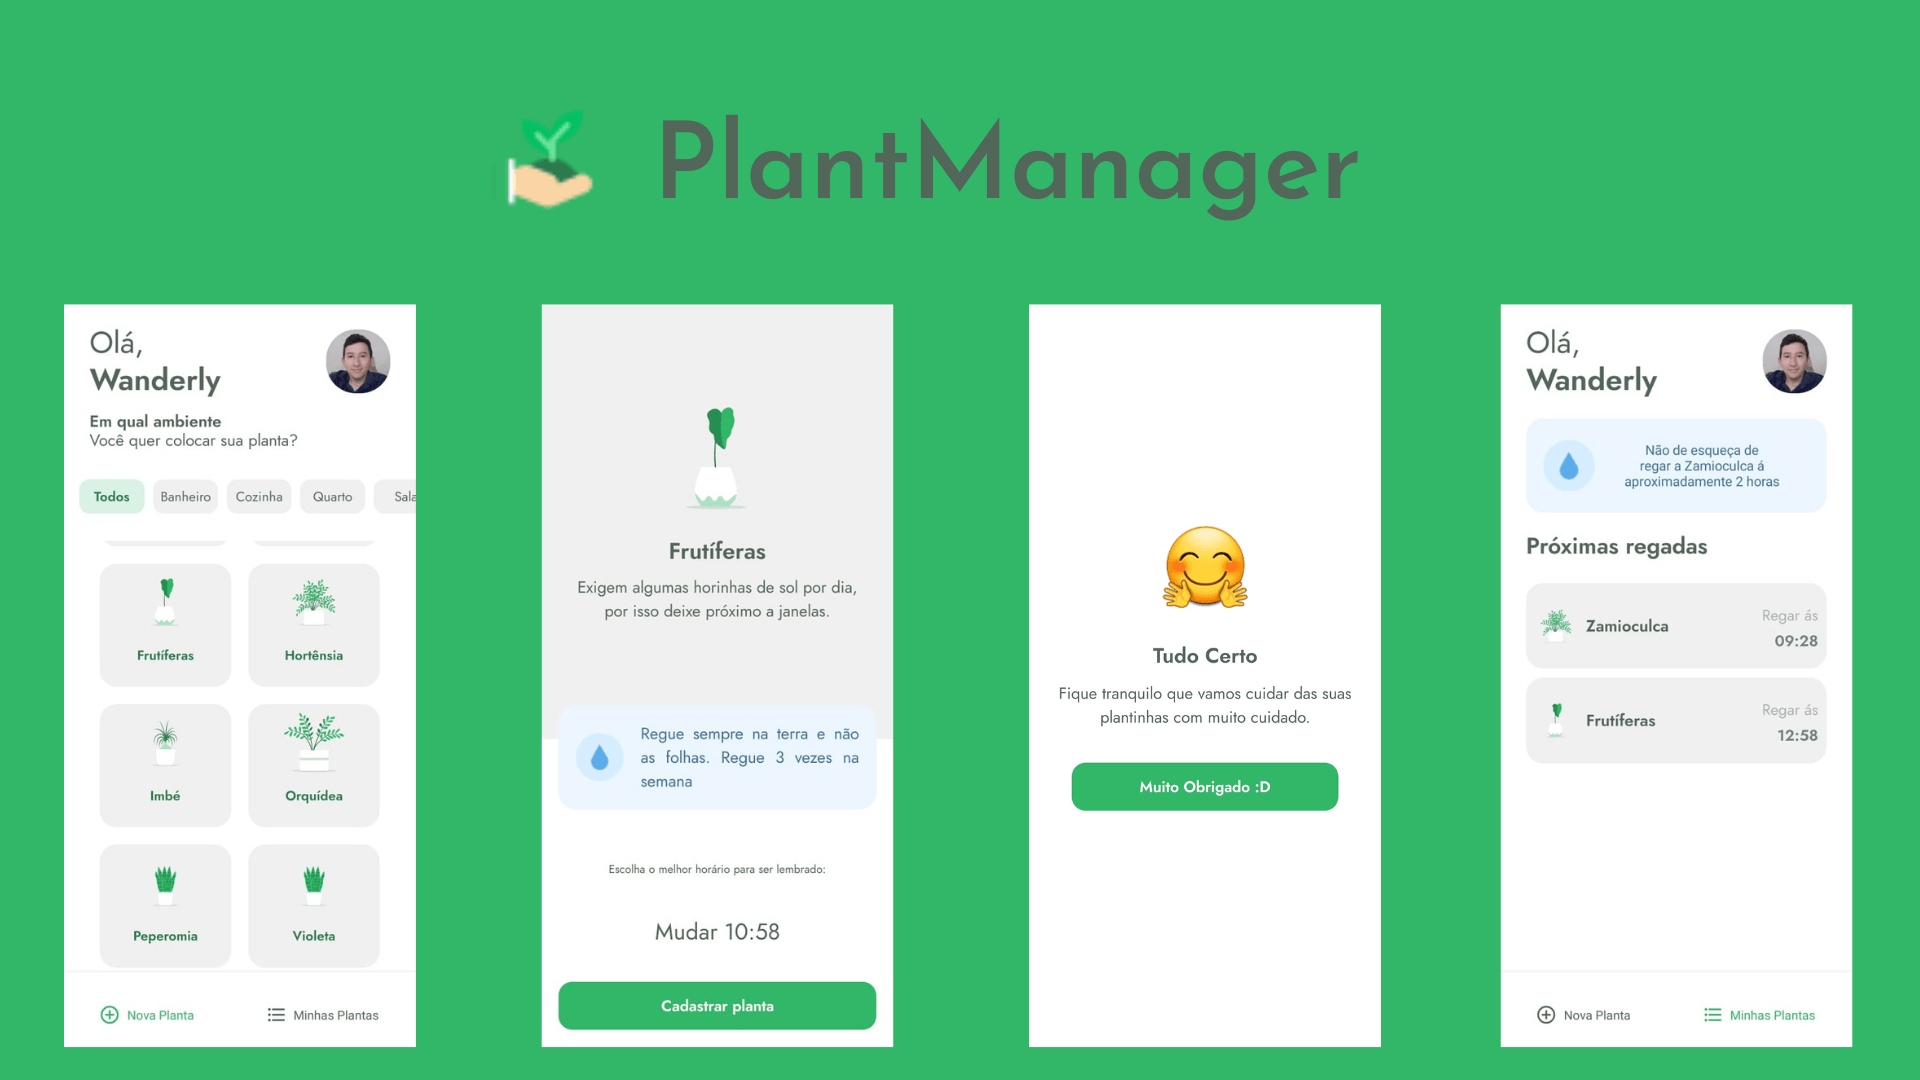 PlantManager
Olá,
Wanderly
Em qual ambiente
Você quer colocar sua planta?
Todos
Banheiro
Cozinha
Quarto
Sala
Frutíferas
Hortênsia
Imbé
Orquídea
Peperomia
Violeta
Nova Planta
Minhas Plantas
Frutíferas
Exigem algumas horinhas de sol por dia,
por isso deixe próximo a janelas.
Regue sempre na terra e não
as folhas. Regue 3 vezes na
semana
Escolha o melhor horário para ser lembrado:
Mudar 10:58
Cadastrar planta
Tudo Certo
Fique tranquilo que vamos cuidar das suas
plantinhas com muito cuidado.
Muito Obrigado :D
Olá,
Wanderly
Não de esqueça de
regar a Zamioculca á
aproximadamente 2 horas
Próximas regadas
Zamioculca
Regar ás
09:28
Frutíferas
Regar ás
12:58
Nova Planta
Minhas Plantas